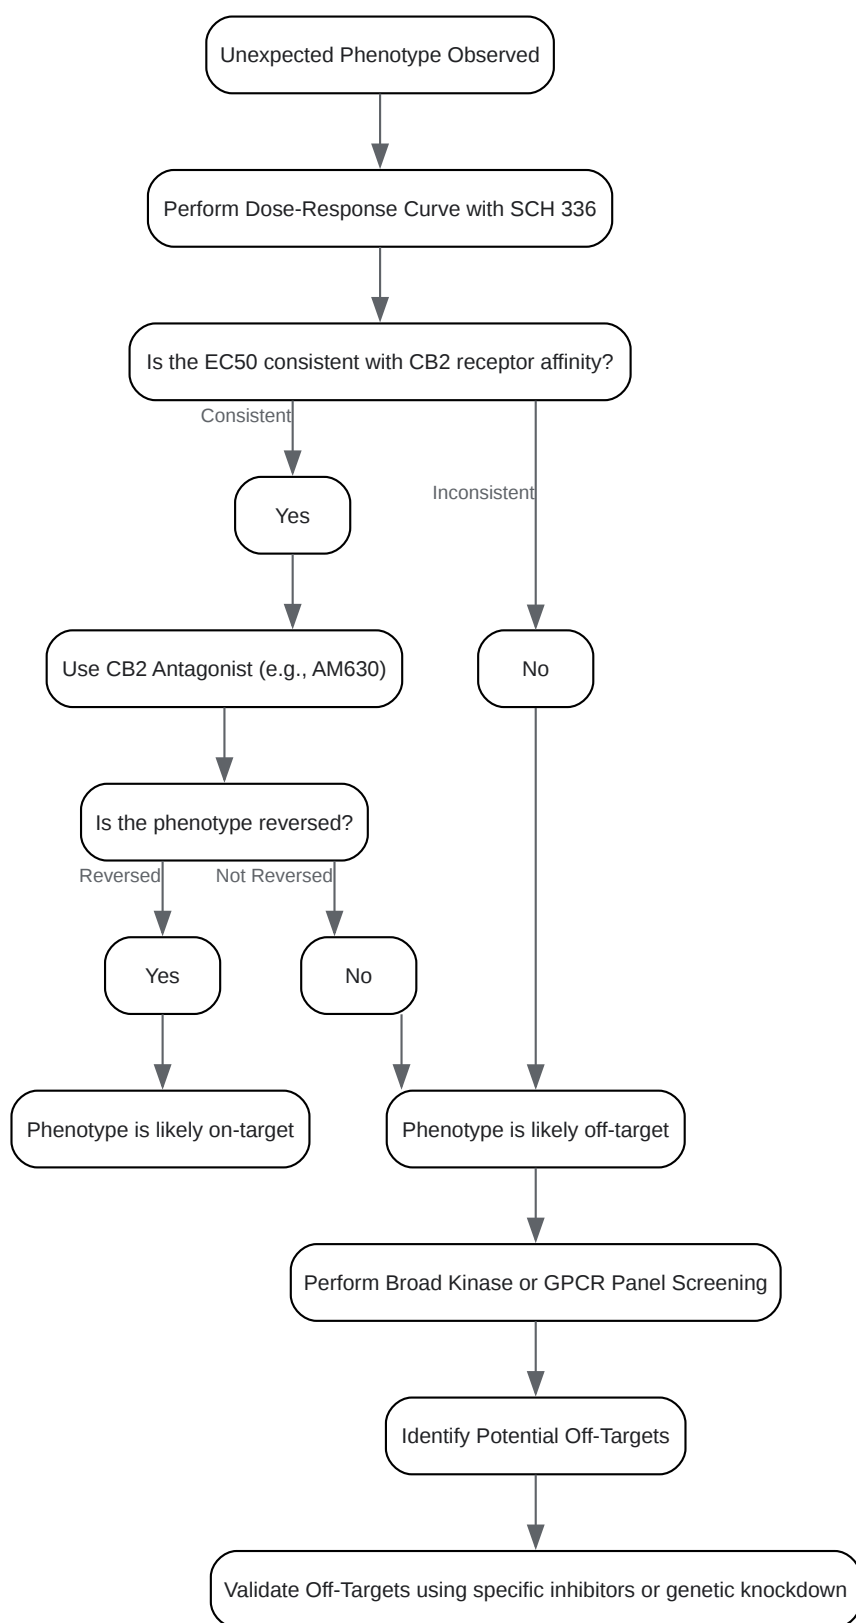 Unexpected Phenotype Observed
Perform Dose-Response Curve with SCH 336
Is the EC50 consistent with CB2 receptor affinity?
Consistent
Inconsistent
Yes
Use CB2 Antagonist (e.g., AM630)
No
Is the phenotype reversed?
Reversed
Not Reversed
Yes
No
Phenotype is likely on-target
Phenotype is likely off-target
Perform Broad Kinase or GPCR Panel Screening
Identify Potential Off-Targets
Validate Off-Targets using specific inhibitors or genetic knockdown